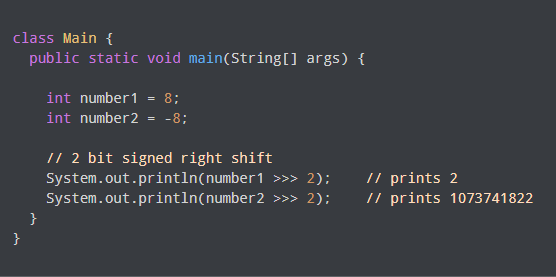 class Main {
  public static void main(String[] args) {

    int number1 = 8;
    int number2 = -8;

    // 2 bit signed right shift
    System.out.println(number1 >>> 2);    // prints 2
    System.out.println(number2 >>> 2);    // prints 1073741822
  }
}